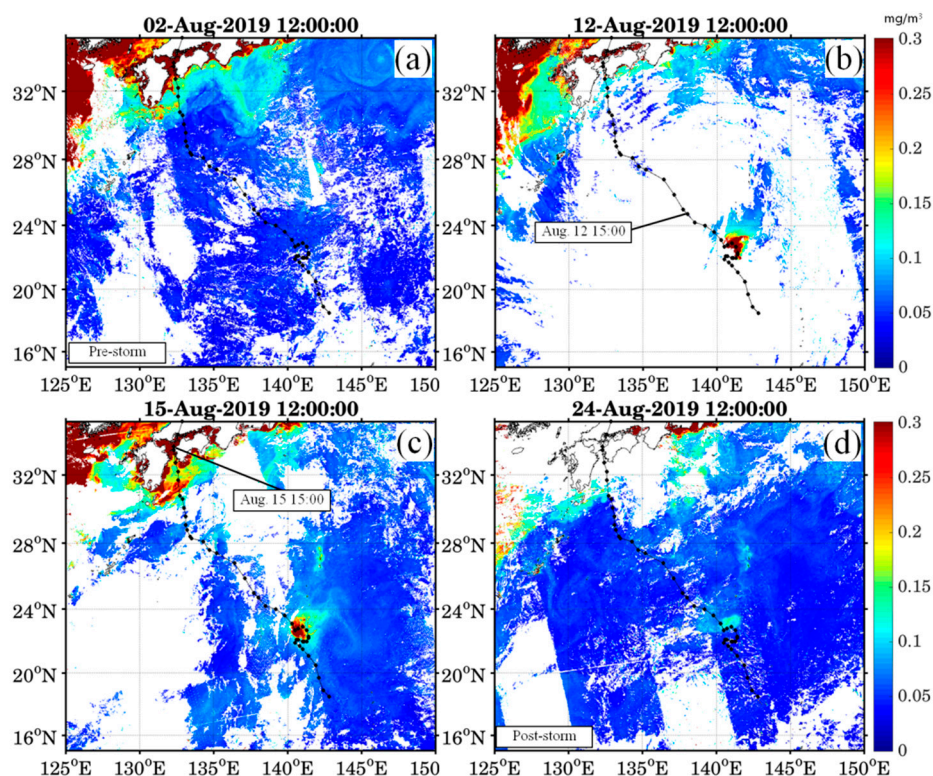 02-Aug-2019 12:00:00
12-Aug-2019 12:00:00
mg/m³
(a)
(b)
32°N
28°N
24°N
20°N
16°N
Pre-storm
125°E 130°E 135°E 140°E 145°E 150
32°N
28°N
24°N
20°N
16°N
Aug. 12 15:00
125°E 130°E 135°E 140°E 145°E 150
0.3
0.25
0.2
0.15
0.1
0.05
0
15-Aug-2019 12:00:00
24-Aug-2019 12:00:00
(c)
(d)
32°N
28°N
24°N
20°N
16°N
Aug. 15 15:00
125°E 130°E 135°E 140°E 145°E 150
32°N
28°N
24°N
20°N
16°N
Post-storm
125°E 130°E 135°E 140°E 145°E 150°E
0.3
0.25
0.2
0.15
0.1
0.05
0